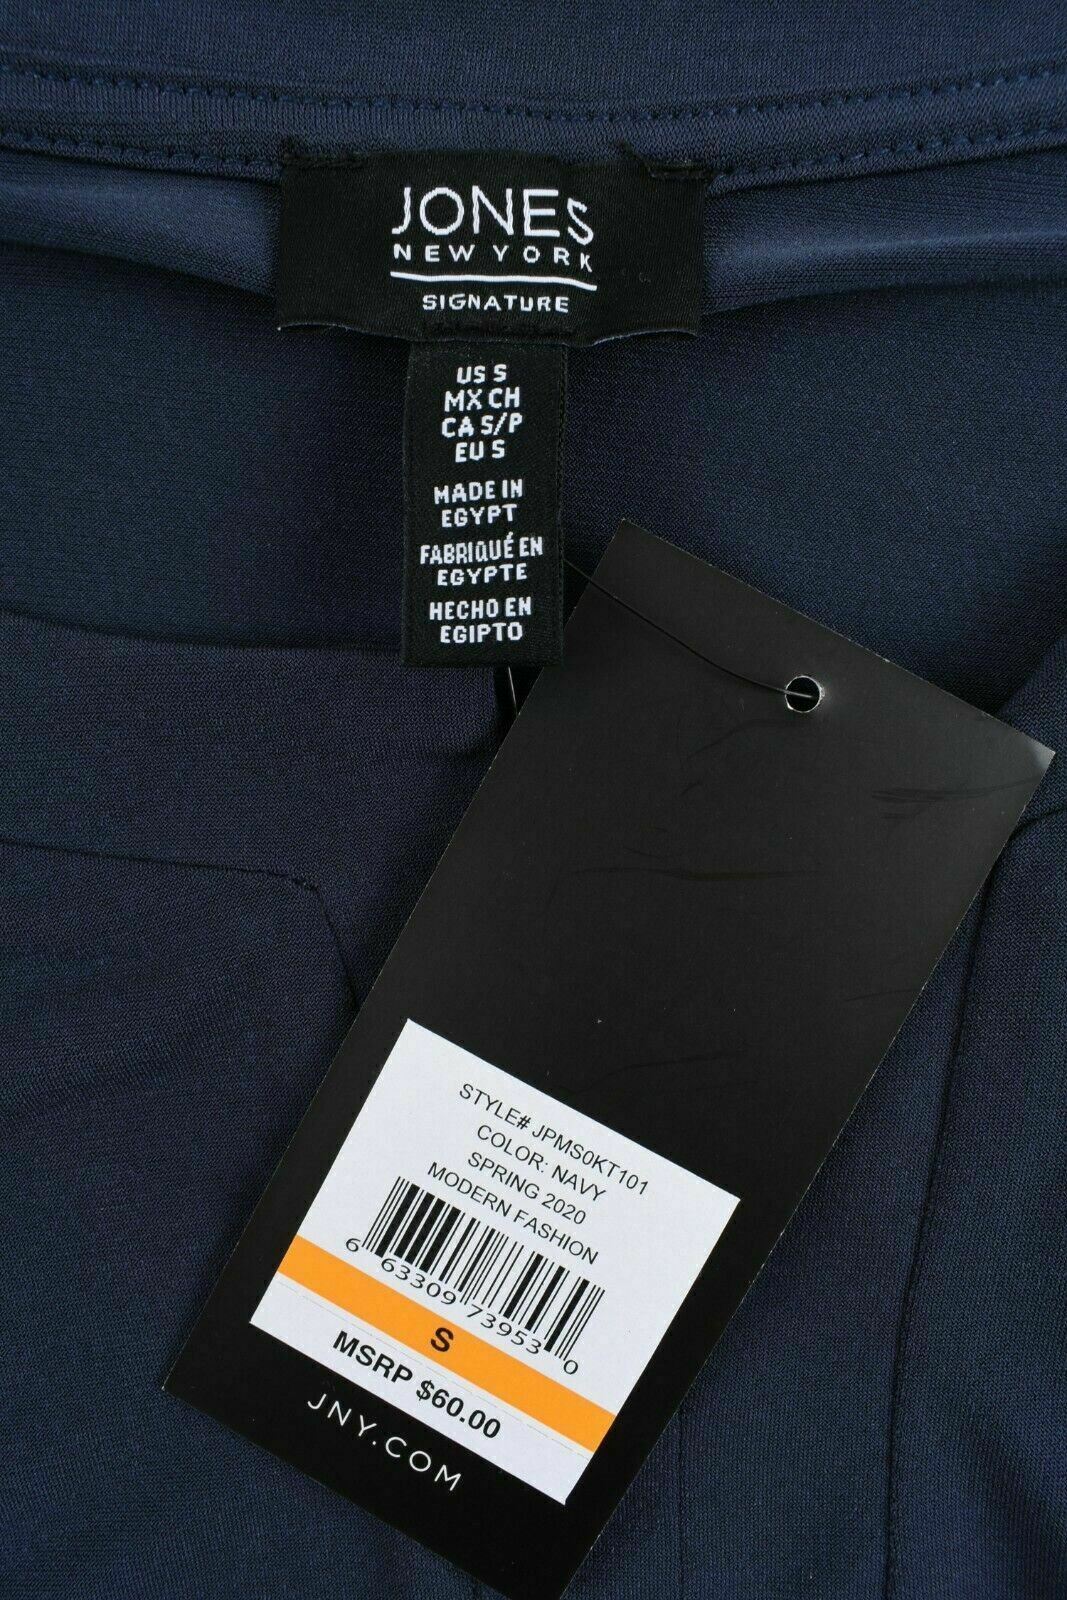 JONES
NEW YORK
SIGNATURE
US S
MX CH
CA S/P
EU S
MADE IN
EGYPT
FABRIQUÉ EN
EGYPTE
HECHO EN
EGIPTO
STYLE# JPMS0KT101
COLOR: NAVY
SPRING 2020
MODERN FASHION
6 63309 73953 0
S
MSRP $60.00
JNY.COM